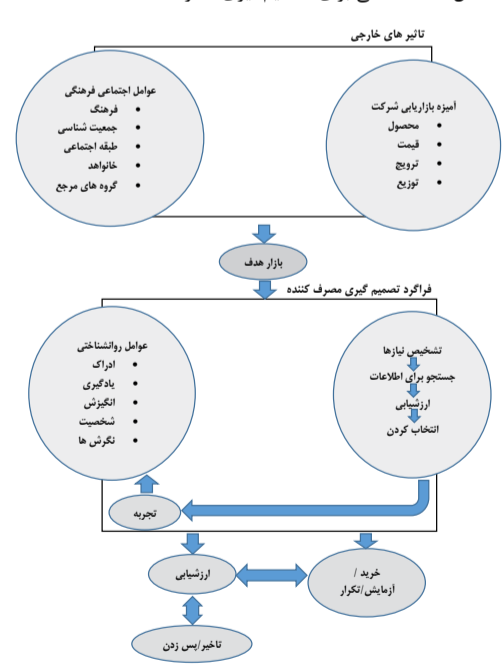 تاثیر های خارجی
آمیزه بازاریابی شرکت
• محصول
• قیمت
• ترویج
• توزیع
عوامل اجتماعی فرهنگی
• فرهنگ
• جمعیت شناسی
• طبقه اجتماعی
• خانواهد
• گروه های مرجع
بازار هدف
فراگرد تصمیم گیری مصرف کننده
تشخیص نیازها
جستجو برای اطلاعات
ارزشیابی
انتخاب کردن
عوامل روانشناختی
• ادراک
• یادگیری
• انگیزش
• شخصیت
• نگرش ها
تجربه
خرید /
آزمایش/تکرار
ارزشیابی
تاخیر/پس زدن